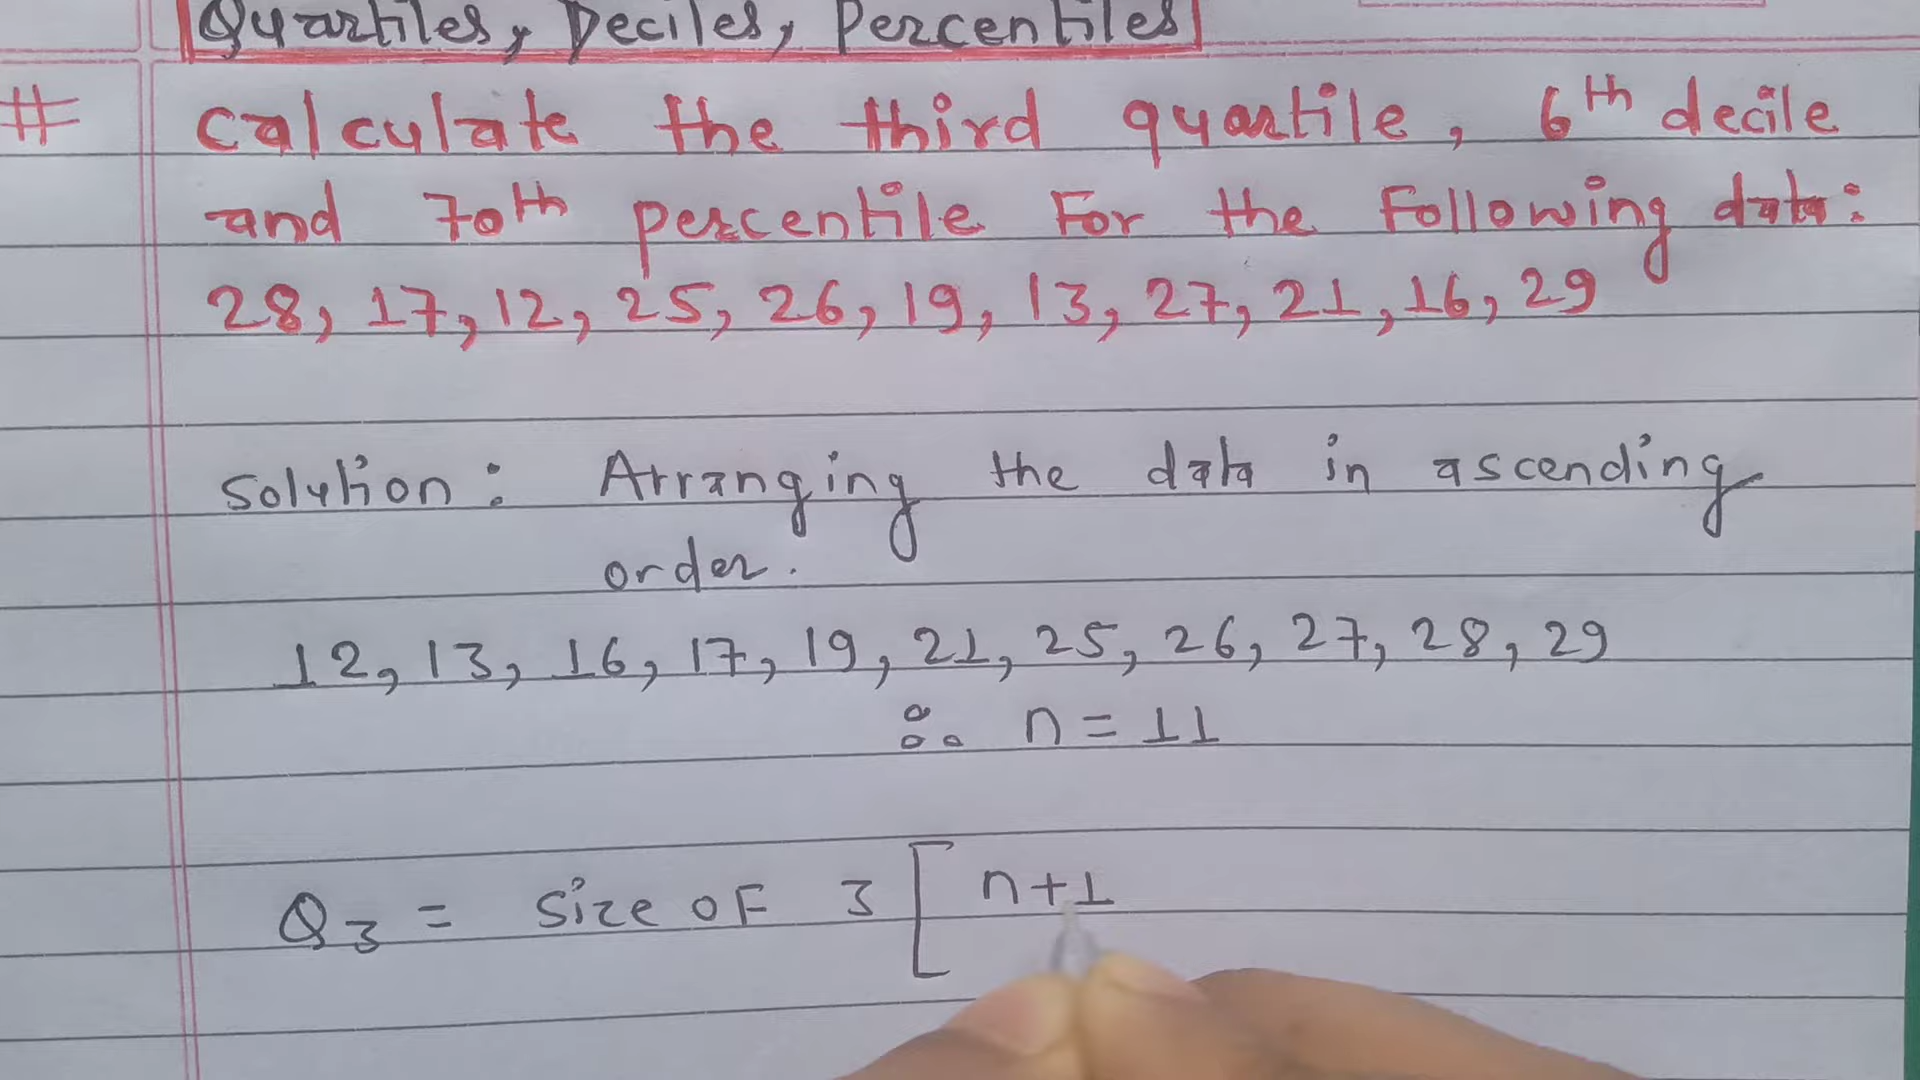 Quartiles, Deciles, Percentiles
# Calculate the third quartile, 6th decile
and 70th percentile For the Following data:
28, 17, 12, 25, 26, 19, 13, 27, 21, 16, 29
Solution: Arranging the data in ascending
order.
12, 13, 16, 17, 19, 21, 25, 26, 27, 28, 29
∴ n = 11
Q3 = Size OF 3 [ n+1